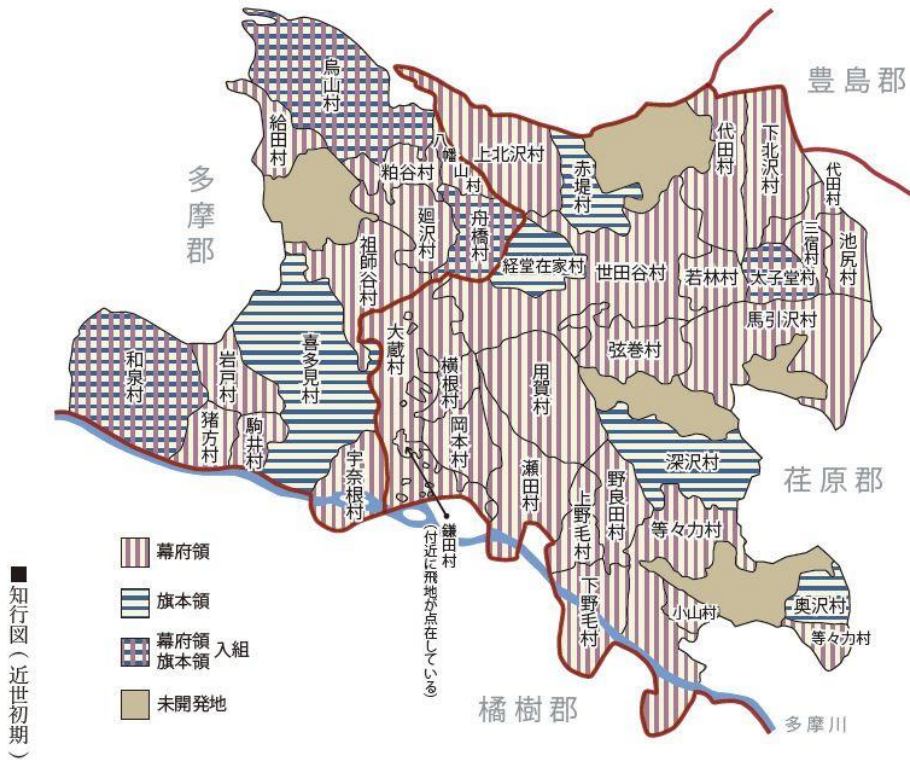 豊島郡
多摩郡
荏原郡
橘樹郡
多摩川
烏山村
給田村
八幡山村
粕谷村
上北沢村
赤堤村
代田村
下北沢村
代田村
三宿村
池尻村
廻沢村
舟橋村
祖師谷村
経堂在家村
世田谷村
若林村
太子堂村
馬引沢村
弦巻村
和泉村
岩戸村
猪方村
駒井村
喜多見村
大蔵村
横根村
岡本村
用賀村
瀬田村
宇奈根村
鎌田村
(付近に飛地が点在している)
深沢村
野良田村
上野毛村
下野毛村
等々力村
小山村
奥沢村
等々力村
幕府領
旗本領
幕府領
旗本領
入組
未開発地
■知行図(近世初期)